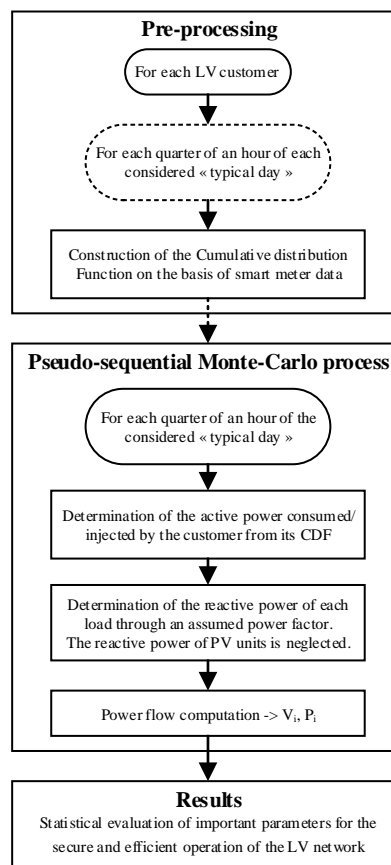 Pre-processing
For each LV customer
For each quarter of an hour of each
considered « typical day »
Construction of the Cumulative distribution
Function on the basis of smart meter data
Pseudo-sequential Monte-Carlo process
For each quarter of an hour of the
considered « typical day »
Determination of the active power consumed/
injected by the customer from its CDF
Determination of the reactive power of each
load through an assumed power factor.
The reactive power of PV units is neglected.
Power flow computation -> Vi, Pi
Results
Statistical evaluation of important parameters for the
secure and efficient operation of the LV network